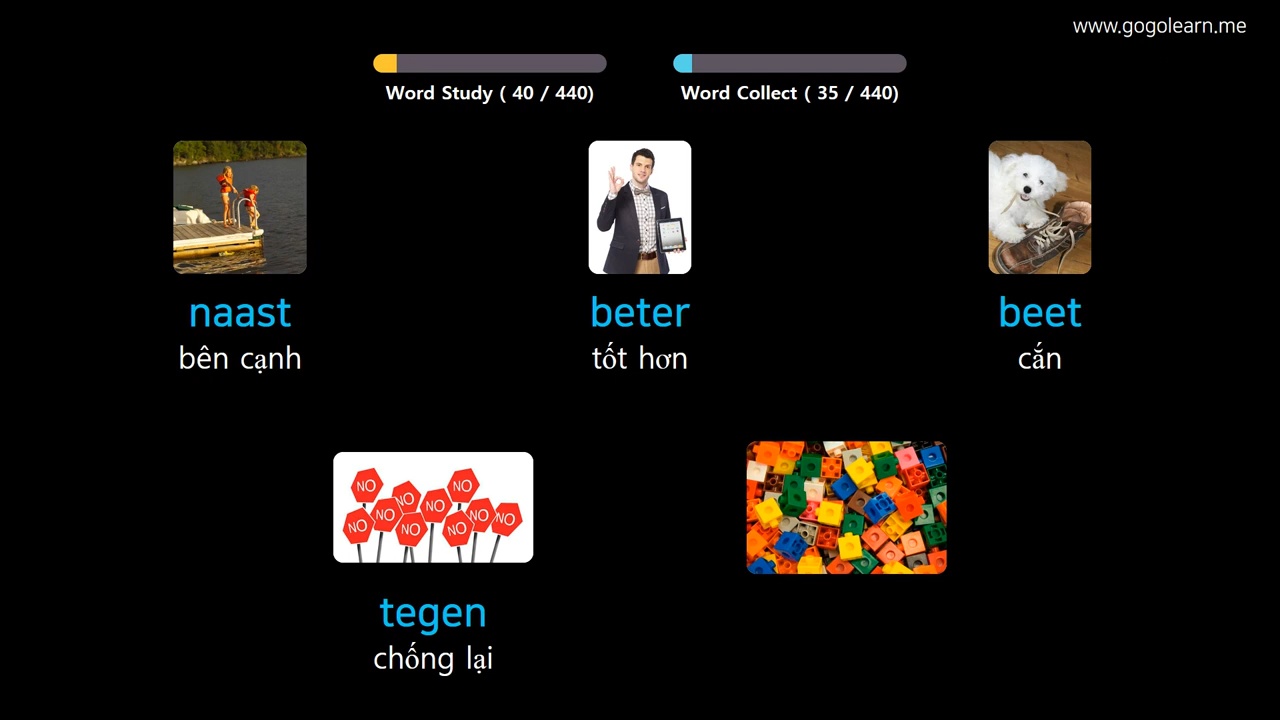 www.gogolearn.me
Word Study ( 40 / 440)
Word Collect ( 35 / 440)
naast
bên cạnh
beter
tốt hơn
beet
cắn
NO
NO
NO
NO
NO
NO
NO
NO
NO
NO
tegen
chống lại